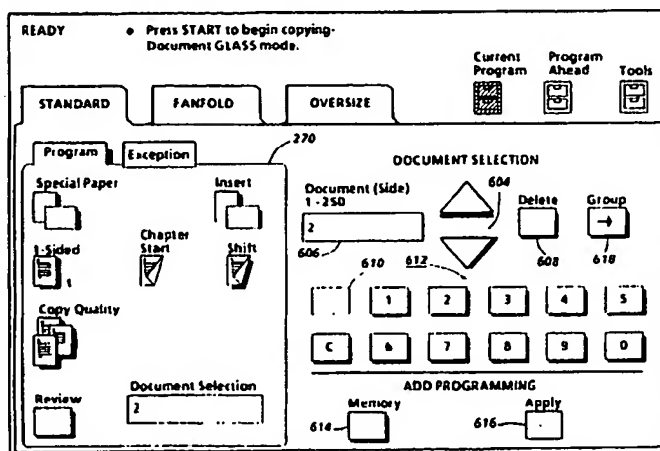 READY
• Press START to begin copying-
Document GLASS mode.
Current
Program
Program
Ahead
Tools
STANDARD
FANFOLD
OVERSIZE
Program
Exception
270
Special Paper
Insert
1-Sided
1
Chapter
Start
Shift
Copy Quality
Review
Document Selection
2
DOCUMENT SELECTION
Document (Side)
1 - 250
2
604
606
Delete
608
Group
→
618
610
612
1 2 3 4 5
C 6 7 8 9 0
ADD PROGRAMMING
Memory
614
Apply
616